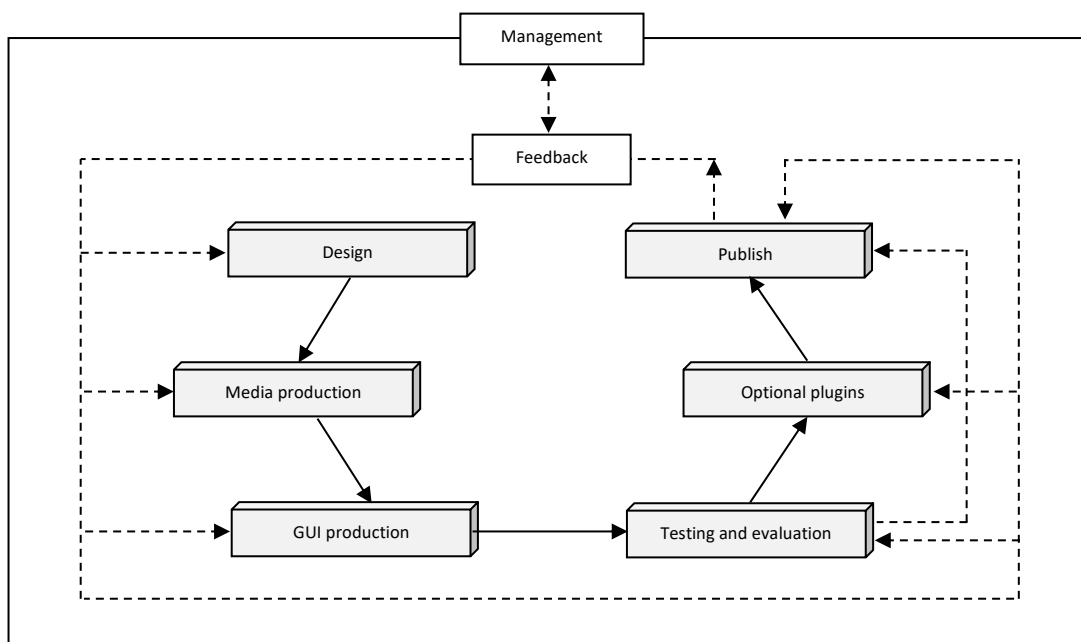 Management
Feedback
Design
Publish
Media production
Optional plugins
GUI production
Testing and evaluation